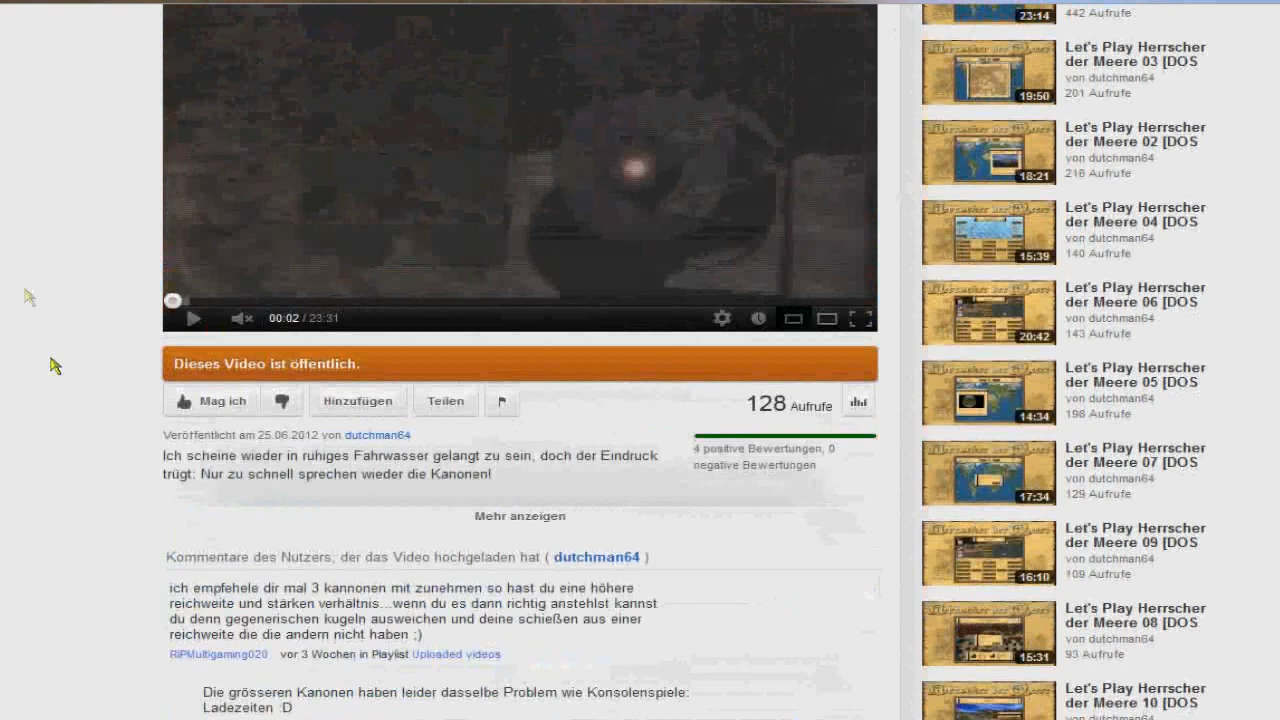 00:02 / 23:31
Dieses Video ist öffentlich.
Mag ich
Hinzufügen
Teilen
128 Aufrufe
Veröffentlicht am 25.06.2012 von dutchman64
Ich scheine wieder in ruhiges Fahrwasser gelangt zu sein, doch der Eindruck
trügt: Nur zu schnell sprechen wieder die Kanonen!
4 positive Bewertungen, 0
negative Bewertungen
Mehr anzeigen
Kommentare des Nutzers, der das Video hochgeladen hat ( dutchman64 )
ich empfehele dir mal 3 kannonen mit zunehmen so hast du eine höhere
reichweite und stärken verhältnis...wenn du es dann richtig anstehlst kannst
du denn gegnerischen kugeln ausweichen und deine schießen aus einer
reichweite die die andern nicht haben ;)
RIPMultigaming020 vor 3 Wochen in Playlist Uploaded videos
Die grösseren Kanonen haben leider dasselbe Problem wie Konsolenspiele:
Ladezeiten :D
23:14
442 Aufrufe
19:50
Let's Play Herrscher
der Meere 03 [DOS
von dutchman64
201 Aufrufe
18:21
Let's Play Herrscher
der Meere 02 [DOS
von dutchman64
218 Aufrufe
15:39
Let's Play Herrscher
der Meere 04 [DOS
von dutchman64
140 Aufrufe
20:42
Let's Play Herrscher
der Meere 06 [DOS
von dutchman64
143 Aufrufe
14:34
Let's Play Herrscher
der Meere 05 [DOS
von dutchman64
198 Aufrufe
17:34
Let's Play Herrscher
der Meere 07 [DOS
von dutchman64
129 Aufrufe
16:10
Let's Play Herrscher
der Meere 09 [DOS
von dutchman64
109 Aufrufe
15:31
Let's Play Herrscher
der Meere 08 [DOS
von dutchman64
93 Aufrufe
Let's Play Herrscher
der Meere 10 [DOS
von dutchman64